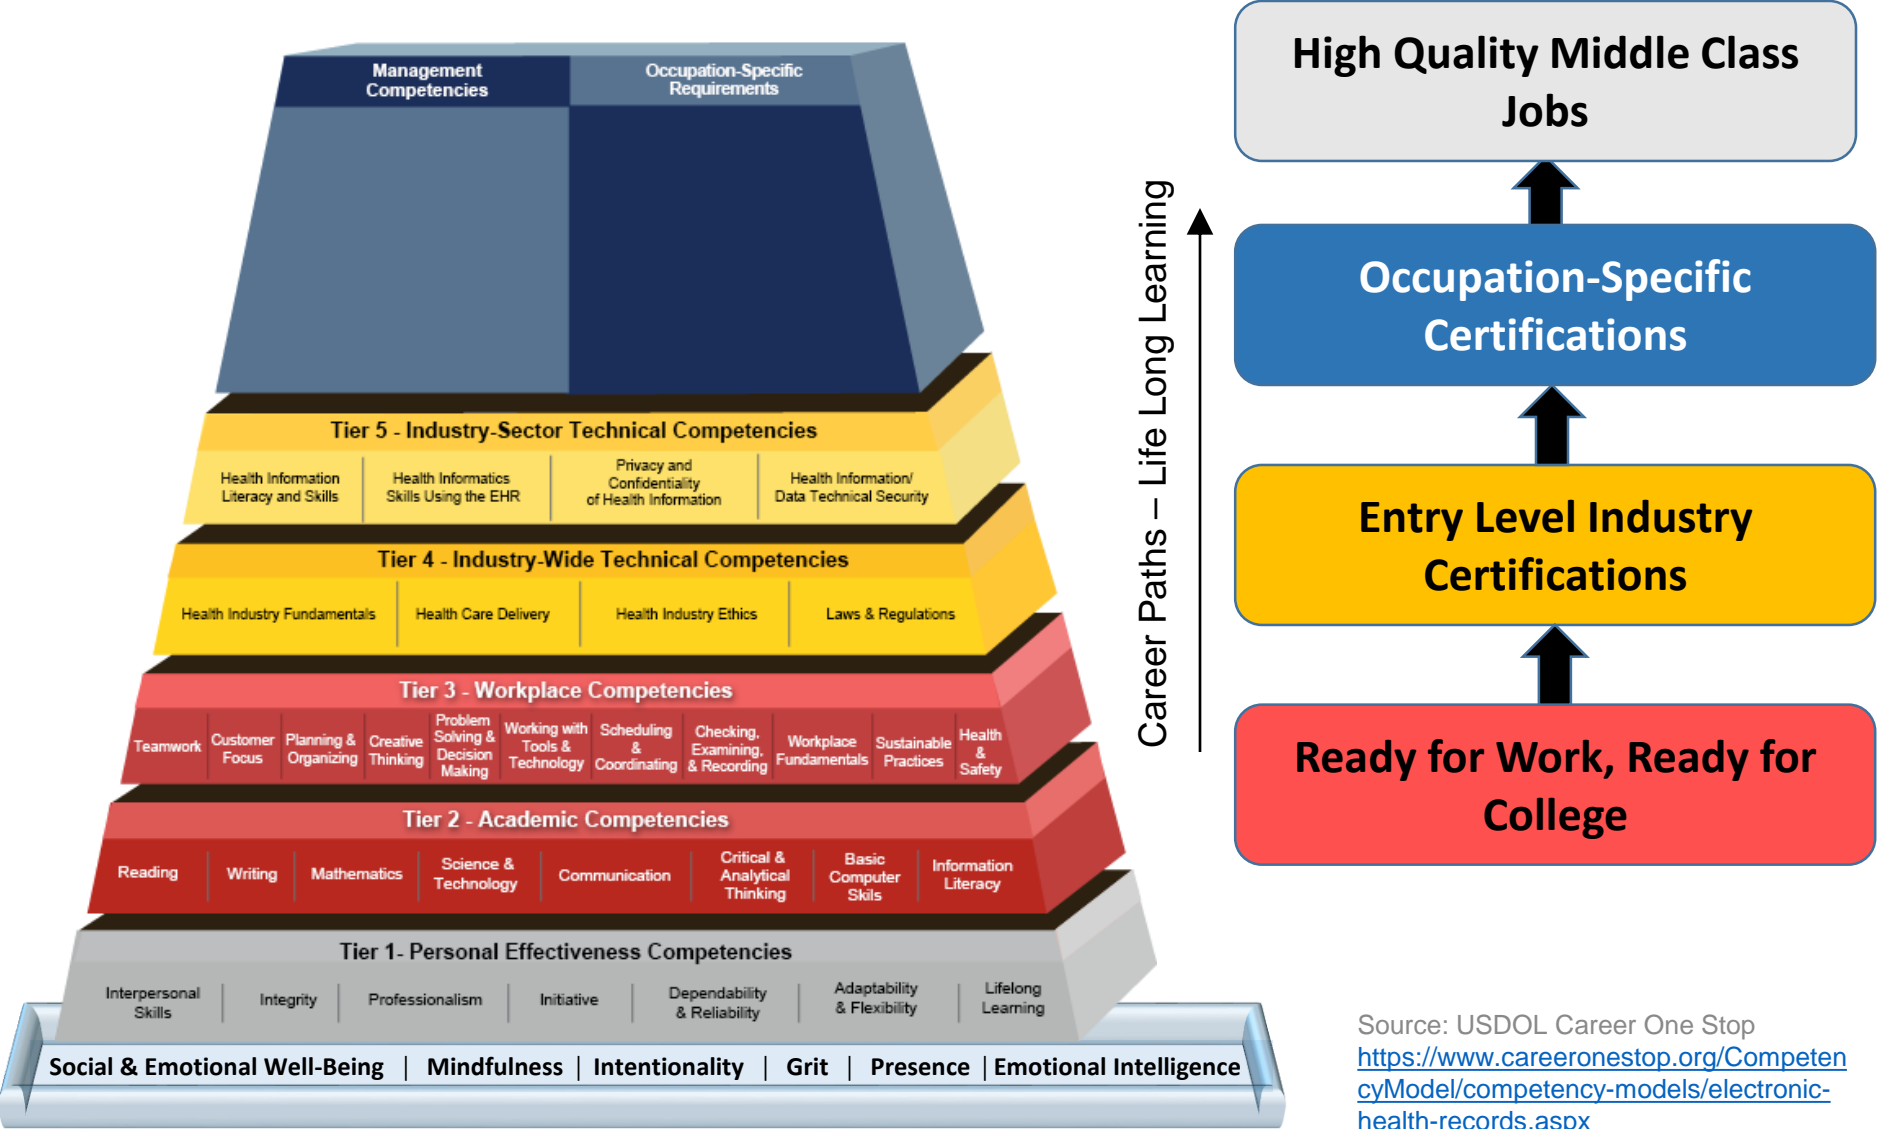 Management
Competencies
Occupation-Specific
Requirements
Tier 5 - Industry-Sector Technical Competencies
Health Information
Literacy and Skills
Health Informatics
Skills Using the EHR
Privacy and
Confidentiality
of Health Information
Health Information/
Data Technical Security
Tier 4 - Industry-Wide Technical Competencies
Health Industry Fundamentals
Health Care Delivery
Health Industry Ethics
Laws & Regulations
Tier 3 - Workplace Competencies
Teamwork
Customer
Focus
Planning &
Organizing
Creative
Thinking
Problem
Solving &
Decision
Making
Working with
Tools &
Technology
Scheduling
&
Coordinating
Checking,
Examining,
& Recording
Workplace
Fundamentals
Sustainable
Practices
Health
&
Safety
Tier 2 - Academic Competencies
Reading
Writing
Mathematics
Science &
Technology
Communication
Critical &
Analytical
Thinking
Basic
Computer
Skils
Information
Literacy
Tier 1- Personal Effectiveness Competencies
Interpersonal
Skills
Integrity
Professionalism
Initiative
Dependability
& Reliability
Adaptability
& Flexibility
Lifelong
Learning
Social & Emotional Well-Being | Mindfulness | Intentionality | Grit | Presence | Emotional Intelligence
Career Paths – Life Long Learning
High Quality Middle Class
Jobs
Occupation-Specific
Certifications
Entry Level Industry
Certifications
Ready for Work, Ready for
College
Source: USDOL Career One Stop
https://www.careeronestop.org/Competen
cyModel/competency-models/electronic-
health-records.aspx